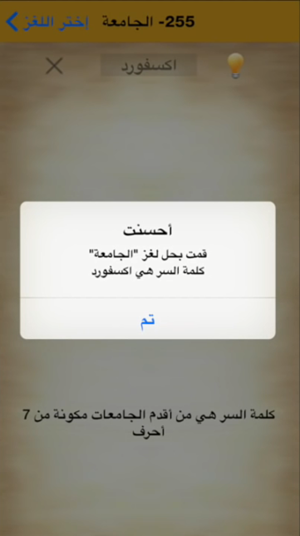 255- الجامعة
إختر اللغز
اكسفورد
أحسنت
قمت بحل لغز "الجامعة"
كلمة السر هي اكسفورد
تم
كلمة السر هي من أقدم الجامعات مكونة من 7
أحرف